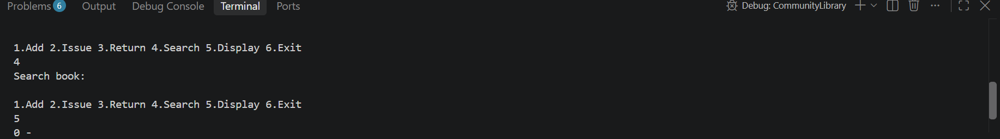 Problems 6 Output Debug Console Terminal Ports Debug: CommunityLibrary
1.Add 2.Issue 3.Return 4.Search 5.Display 6.Exit
4
Search book:
1.Add 2.Issue 3.Return 4.Search 5.Display 6.Exit
5
0 -